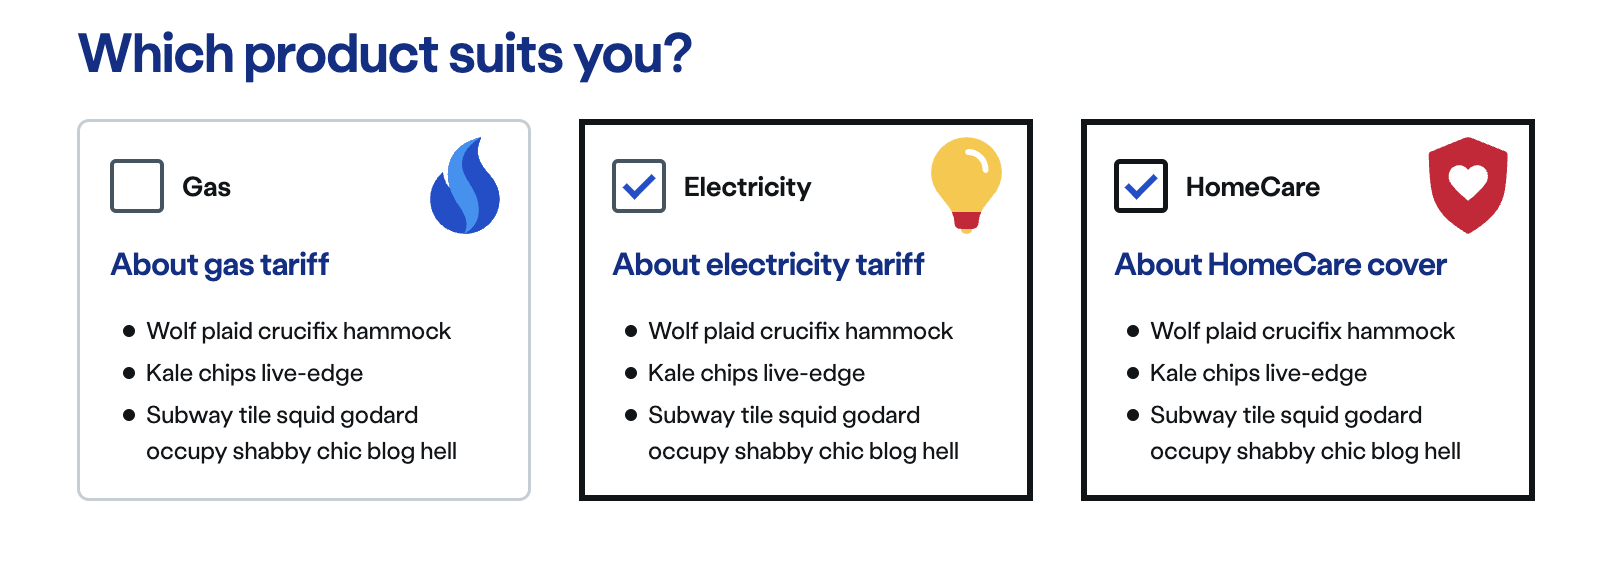 Which product suits you?
Gas
About gas tariff
Wolf plaid crucifix hammock
Kale chips live-edge
Subway tile squid godard
occupy shabby chic blog hell
Electricity
About electricity tariff
Wolf plaid crucifix hammock
Kale chips live-edge
Subway tile squid godard
occupy shabby chic blog hell
HomeCare
About HomeCare cover
Wolf plaid crucifix hammock
Kale chips live-edge
Subway tile squid godard
occupy shabby chic blog hell